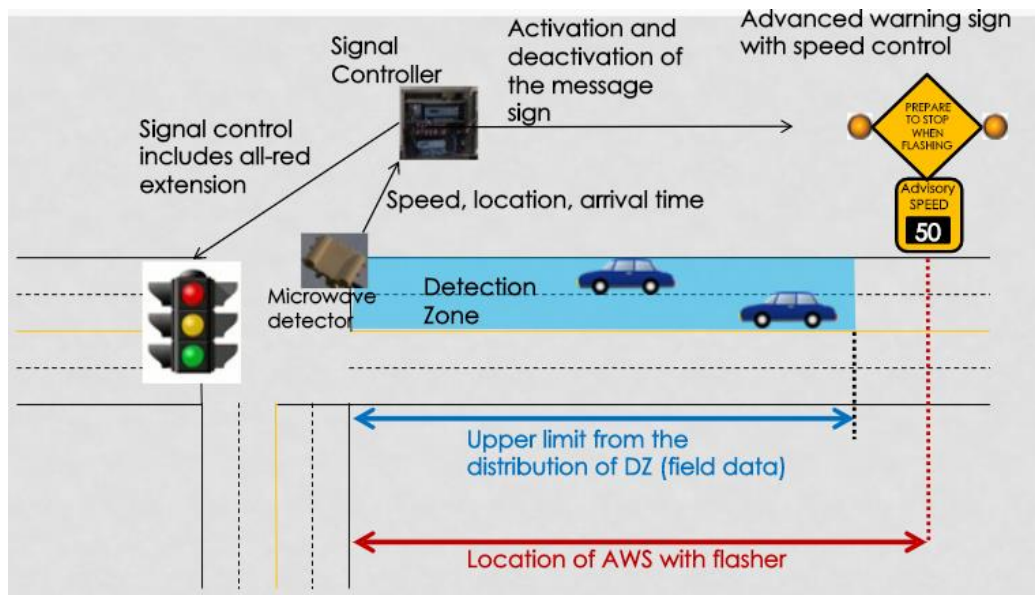 Signal
Controller
Activation and
deactivation of
the message
sign
Advanced warning sign
with speed control
PREPARE
TO STOP
WHEN
FLASHING
Signal control
includes all-red
extension
Speed, location, arrival time
Advisory
SPEED
50
Microwave
detector
Detection
Zone
Upper limit from the
distribution of DZ (field data)
Location of AWS with flasher